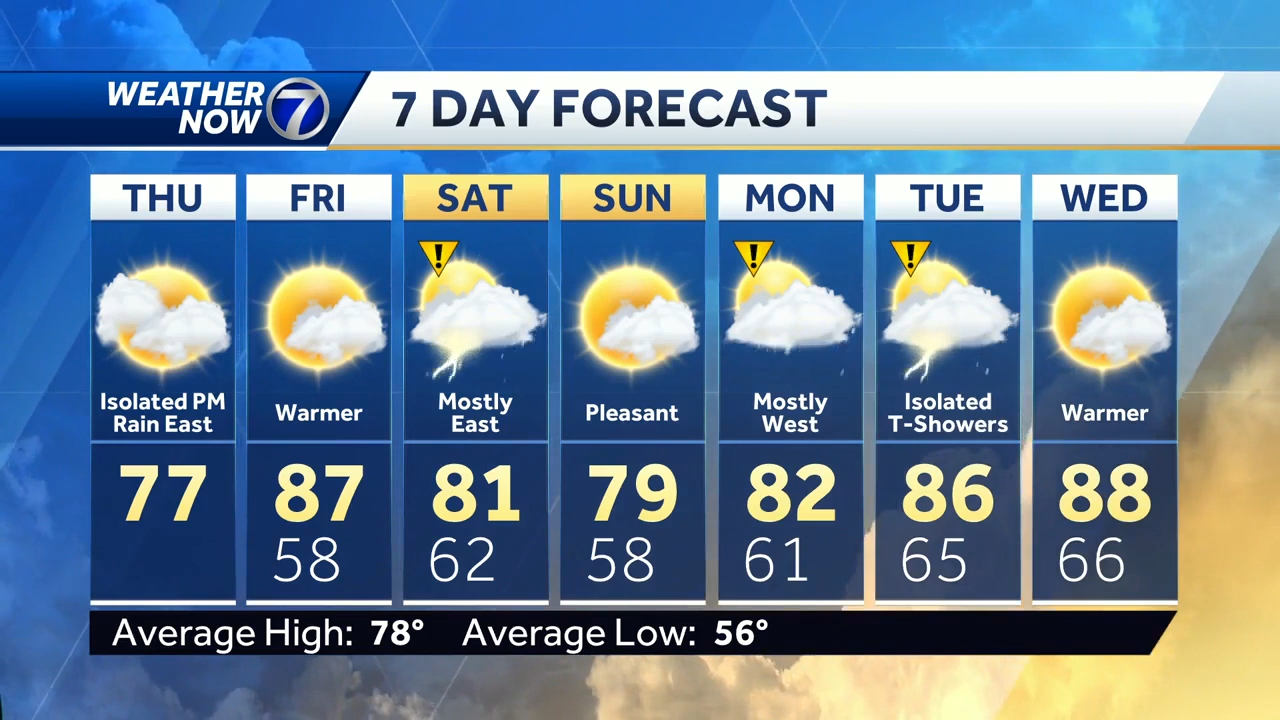 WEATHER
NOW
7
7 DAY FORECAST
THU
FRI
SAT
SUN
MON
TUE
WED
!
!
!
Isolated PM
Rain East
Warmer
Mostly
East
Pleasant
Mostly
West
Isolated
T-Showers
Warmer
77
87
81
79
82
86
88
58
62
58
61
65
66
Average High: 78° Average Low: 56°